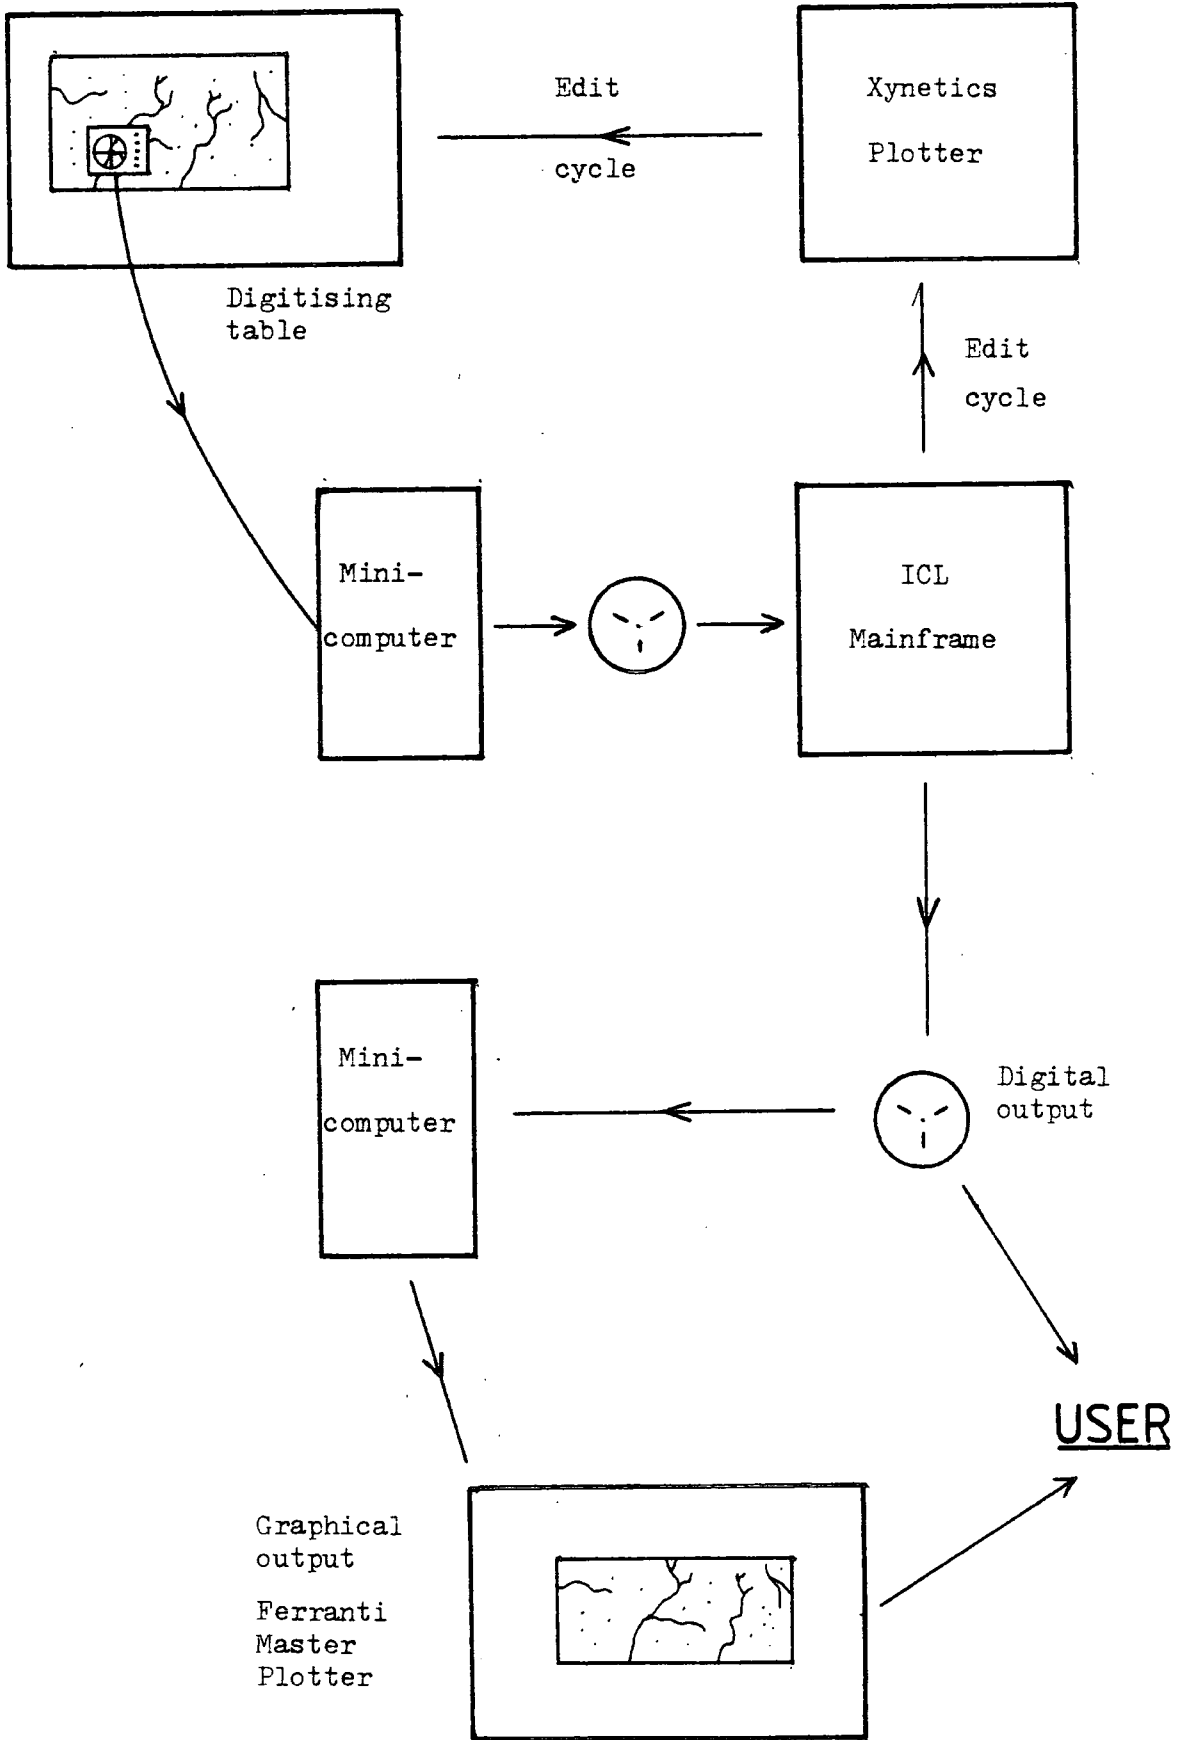 Edit
cycle
Xynetics
Plotter
Digitising
table
Edit
cycle
Mini-
computer
ICL
Mainframe
Mini-
computer
Digital
output
USER
Graphical
output
Ferranti
Master
Plotter